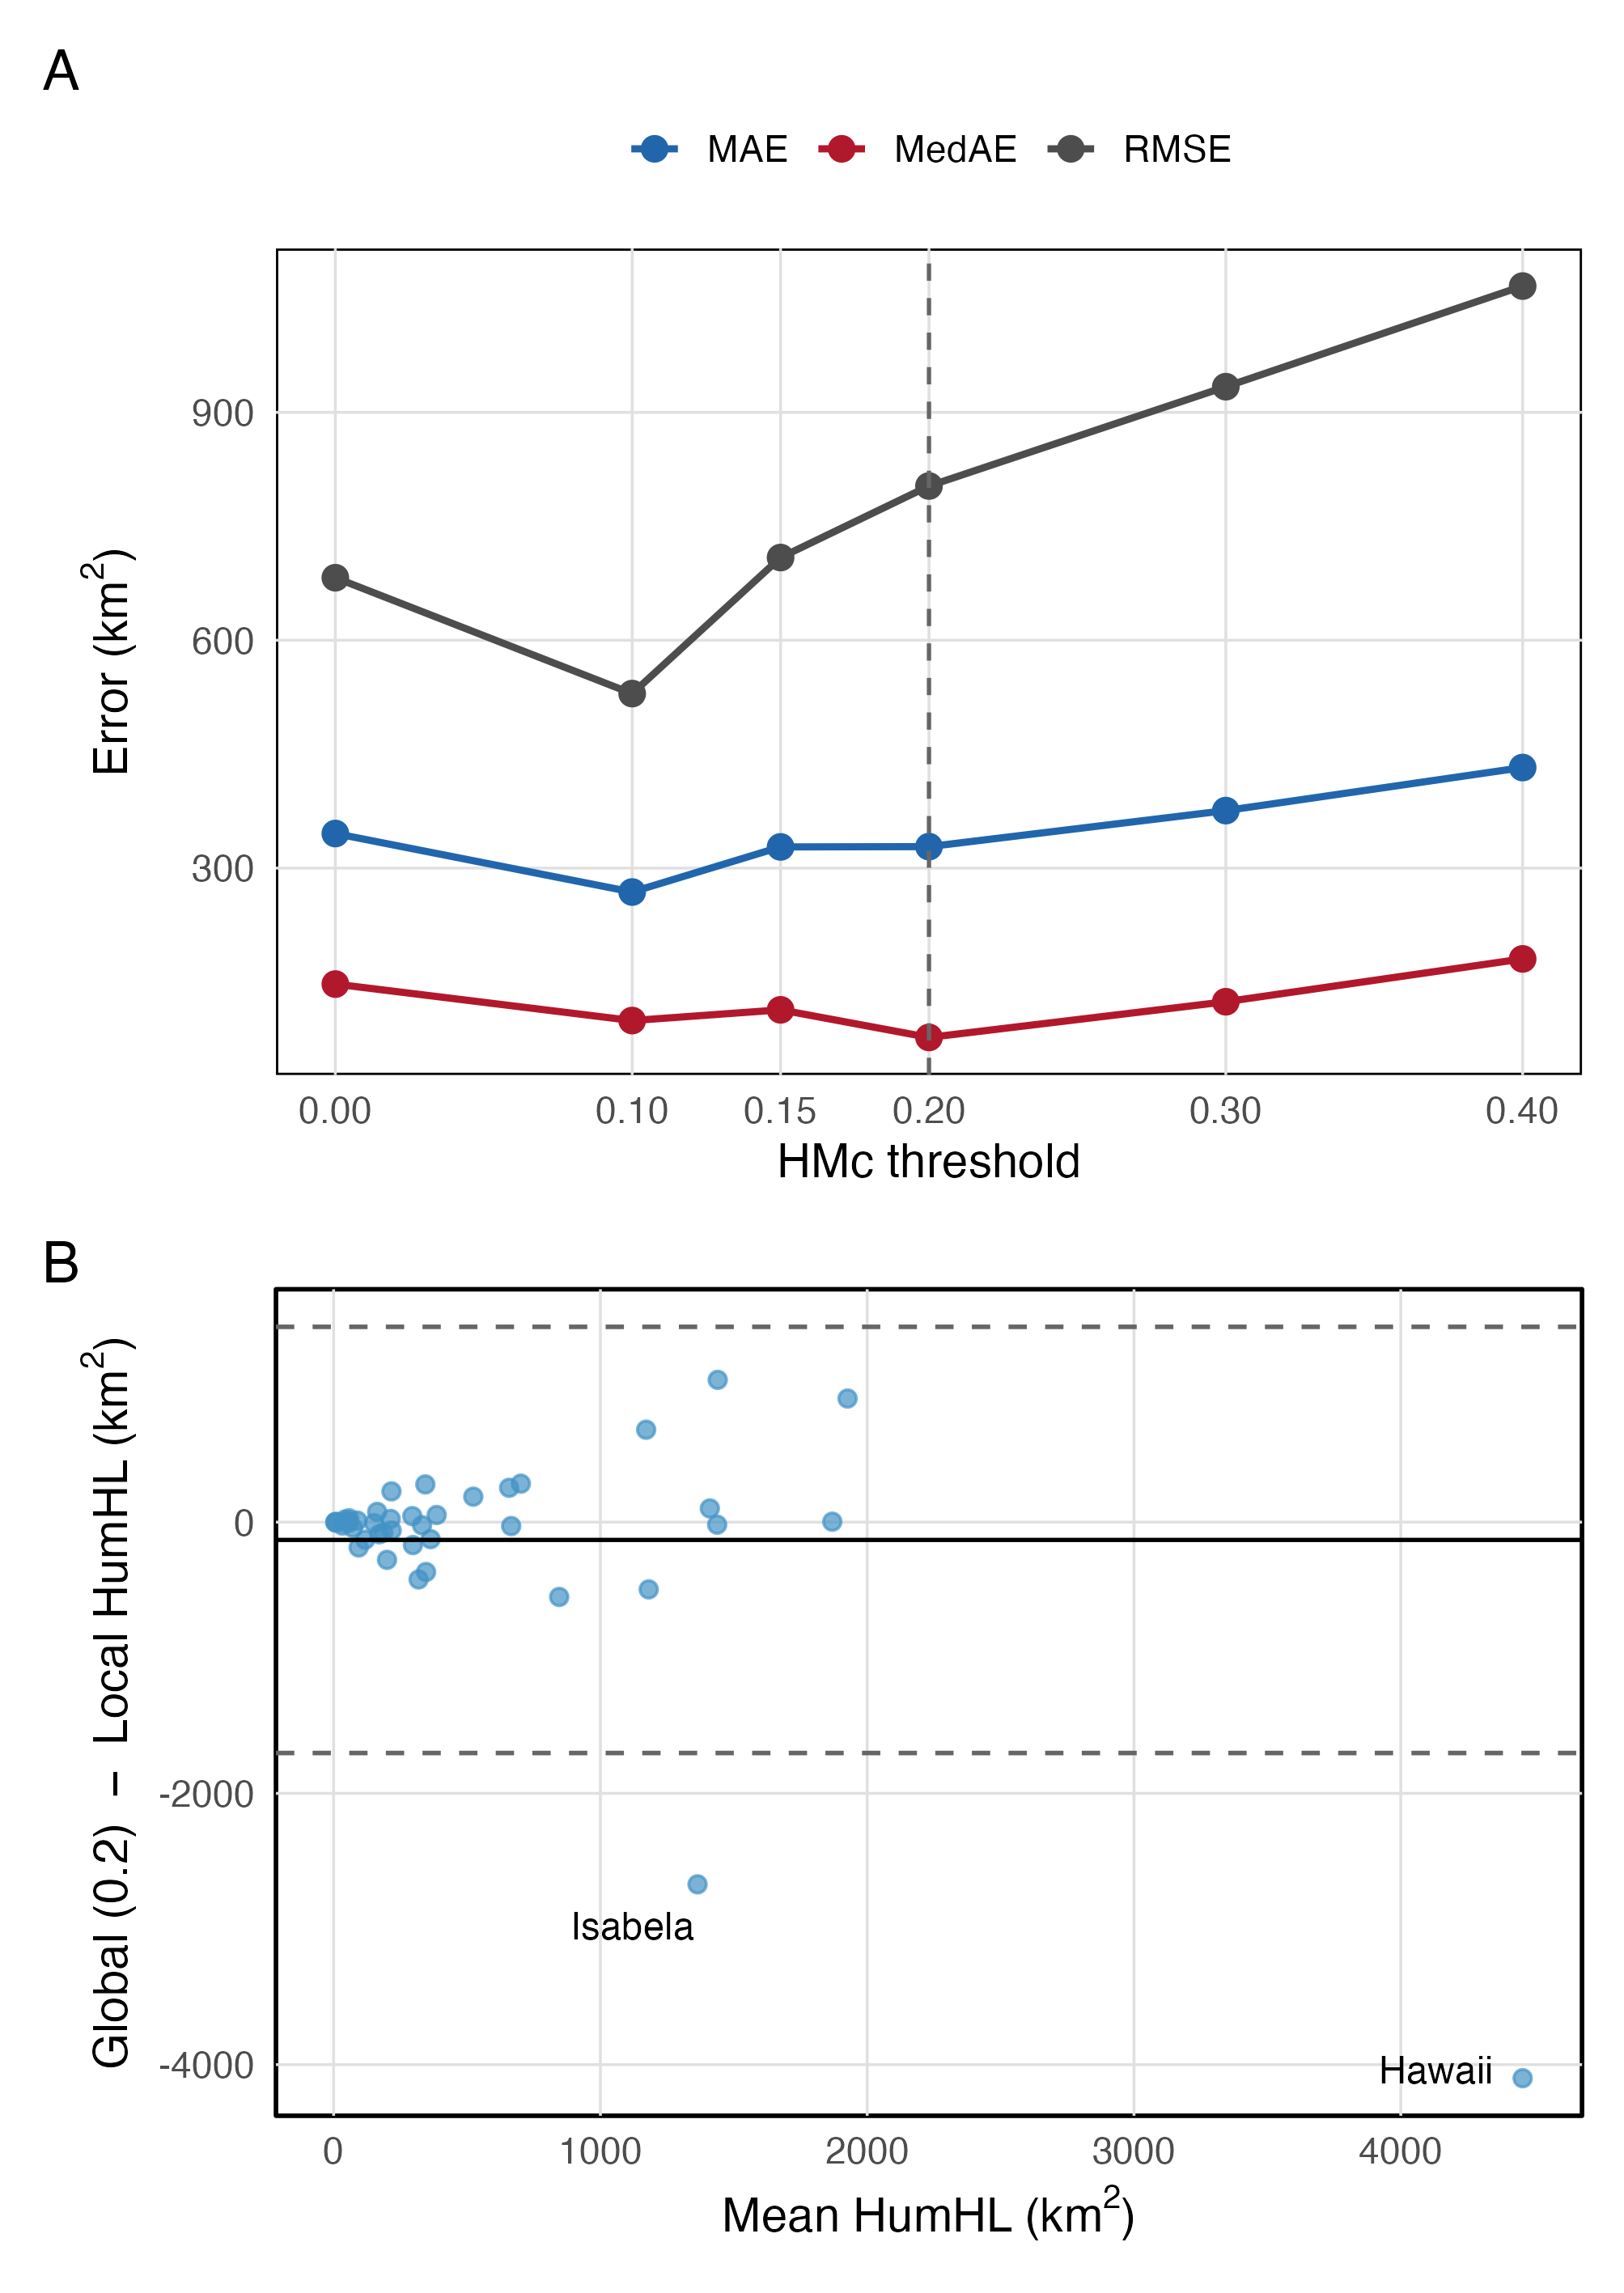 A
MAE MedAE RMSE
Error (km²)
900
600
300
0.00 0.10 0.15 0.20 0.30 0.40
HMc threshold
B
Global (0.2) − Local HumHL (km²)
0
-2000
-4000
Isabela
Hawaii
0 1000 2000 3000 4000
Mean HumHL (km²)